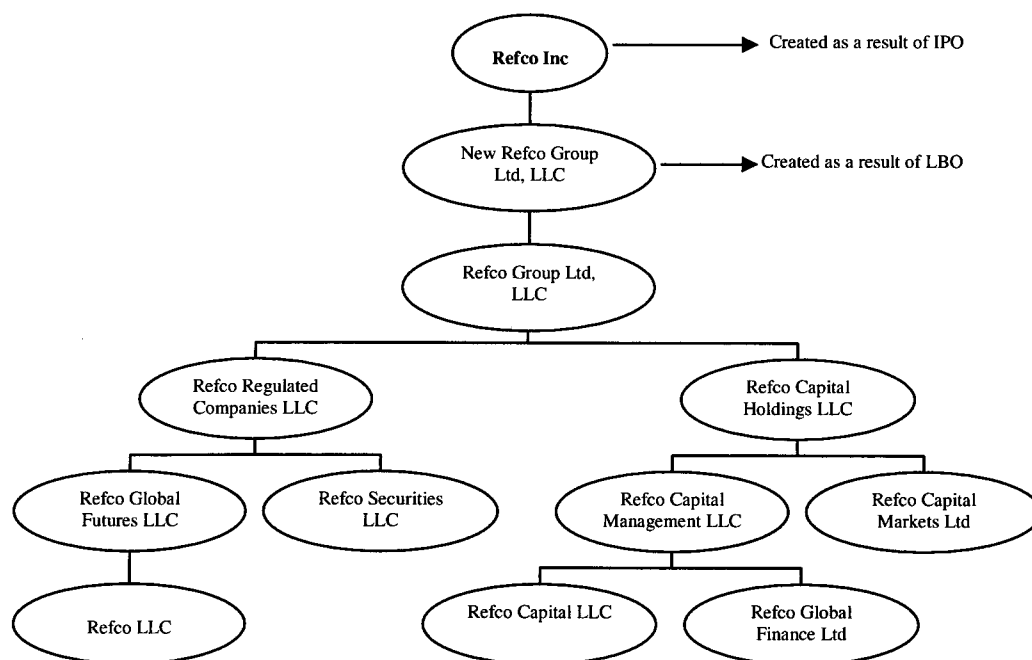 Refco Inc
Created as a result of IPO
New Refco Group
Ltd, LLC
Created as a result of LBO
Refco Group Ltd,
LLC
Refco Regulated
Companies LLC
Refco Capital
Holdings LLC
Refco Global
Futures LLC
Refco Securities
LLC
Refco Capital
Management LLC
Refco Capital
Markets Ltd
Refco LLC
Refco Capital LLC
Refco Global
Finance Ltd